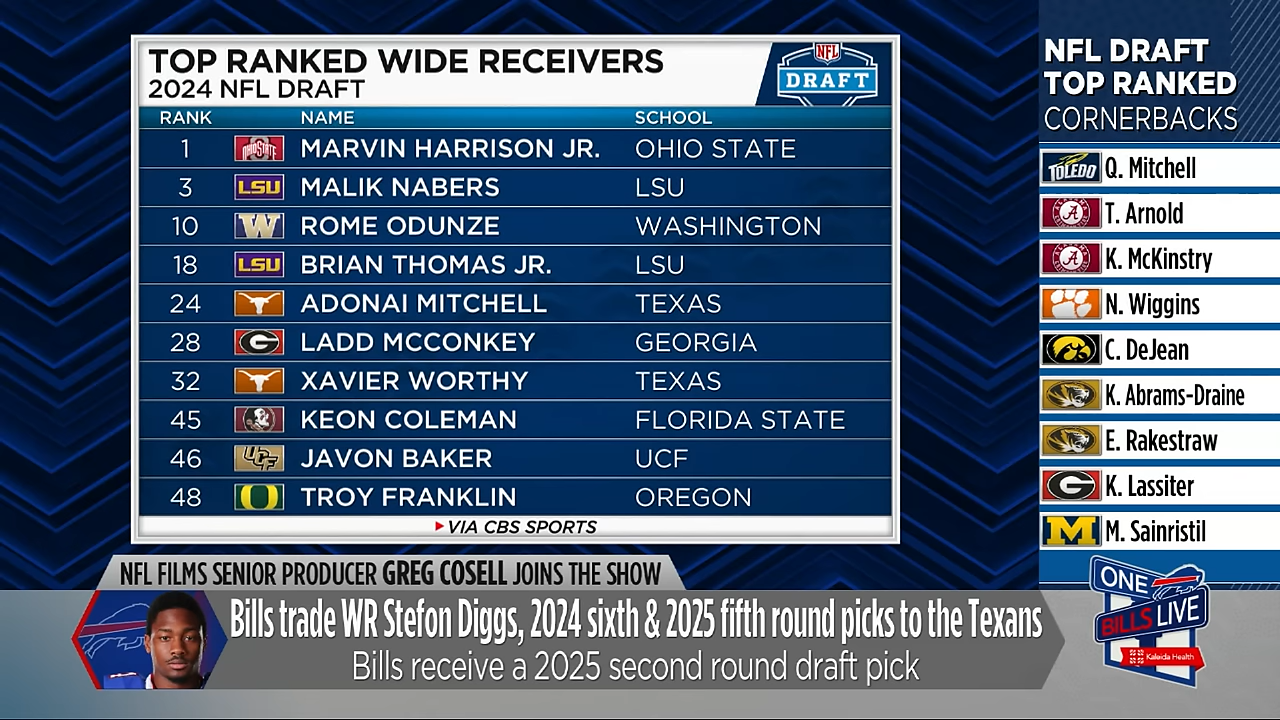 TOP RANKED WIDE RECEIVERS
2024 NFL DRAFT
NFL
DRAFT
RANK NAME SCHOOL
1 OHIO STATE MARVIN HARRISON JR. OHIO STATE
3 LSU MALIK NABERS LSU
10 W ROME ODUNZE WASHINGTON
18 LSU BRIAN THOMAS JR. LSU
24 ADONAI MITCHELL TEXAS
28 G LADD MCCONKEY GEORGIA
32 XAVIER WORTHY TEXAS
45 KEON COLEMAN FLORIDA STATE
46 UCF JAVON BAKER UCF
48 O TROY FRANKLIN OREGON
VIA CBS SPORTS
NFL DRAFT
TOP RANKED
CORNERBACKS
TOLEDO Q. Mitchell
A T. Arnold
A K. McKinstry
N. Wiggins
C. DeJean
K. Abrams-Draine
E. Rakestraw
G K. Lassiter
M M. Sainristil
NFL FILMS SENIOR PRODUCER GREG COSELL JOINS THE SHOW
Bills trade WR Stefon Diggs, 2024 sixth & 2025 fifth round picks to the Texans
Bills receive a 2025 second round draft pick
ONE
BILLS LIVE
Kaleida Health